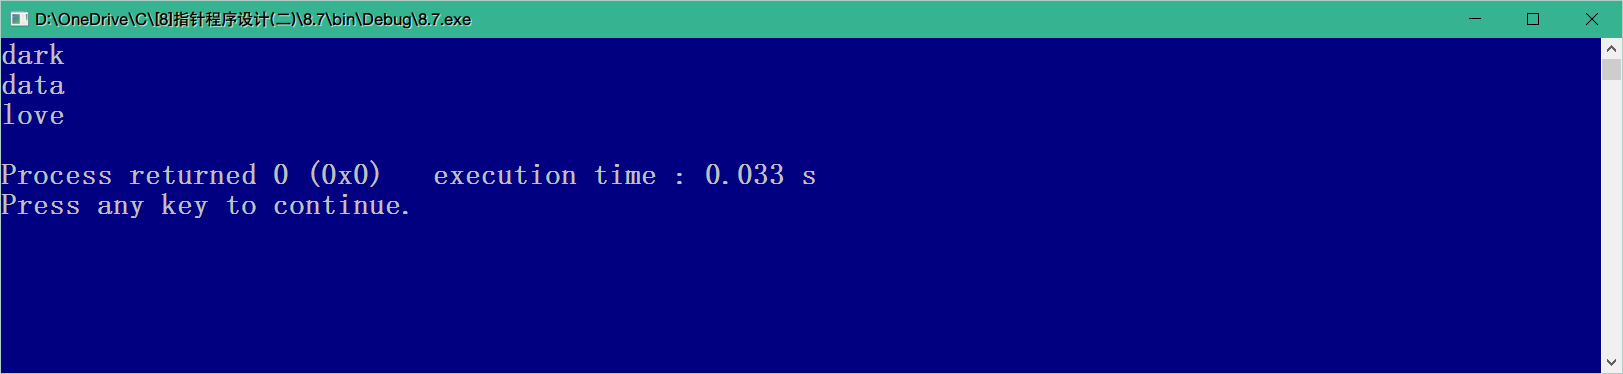 D:\OneDrive\C\[8]指针程序设计(二)\8.7\bin\Debug\8.7.exe
dark
data
love
Process returned 0 (0x0)   execution time : 0.033 s
Press any key to continue.